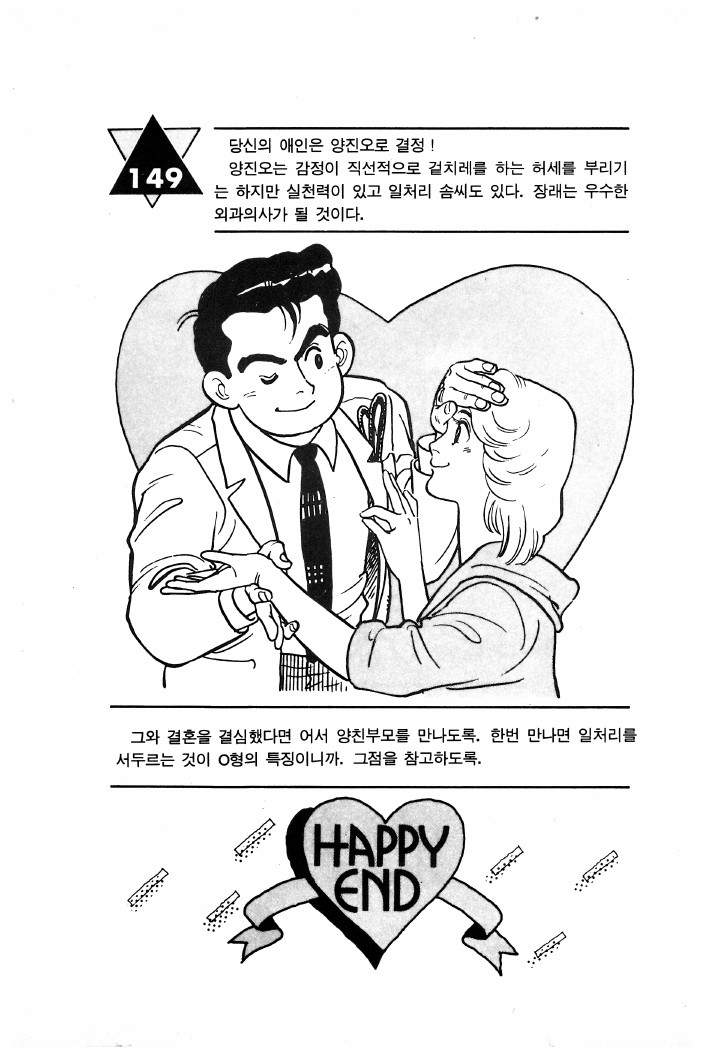 149
당신의 애인은 양진오로 결정 !
양진오는 감정이 직선적으로 겉치레를 하는 허세를 부리기
는 하지만 실천력이 있고 일처리 솜씨도 있다. 장래는 우수한
외과의사가 될 것이다.
그와 결혼을 결심했다면 어서 양친부모를 만나도록. 한번 만나면 일처리를
서두르는 것이 O형의 특징이니까. 그점을 참고하도록.
HAPPY
END